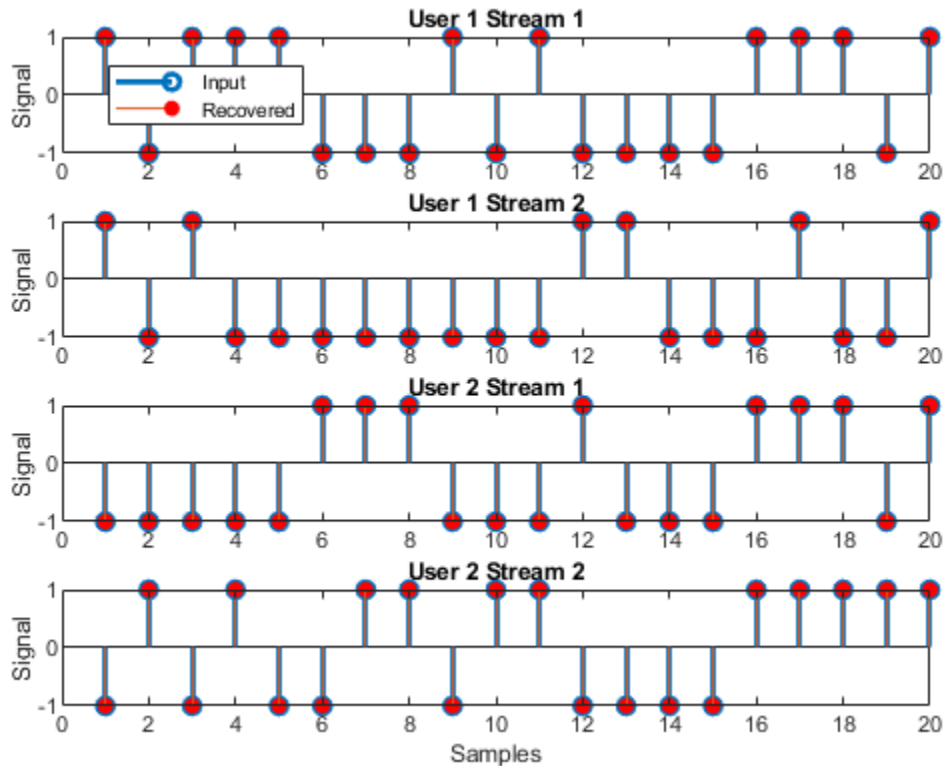 User 1 Stream 1
Signal
1
0
-1
Input
Recovered
0 2 4 6 8 10 12 14 16 18 20
User 1 Stream 2
Signal
1
0
-1
0 2 4 6 8 10 12 14 16 18 20
User 2 Stream 1
Signal
1
0
-1
0 2 4 6 8 10 12 14 16 18 20
User 2 Stream 2
Signal
1
0
-1
0 2 4 6 8 10 12 14 16 18 20
Samples